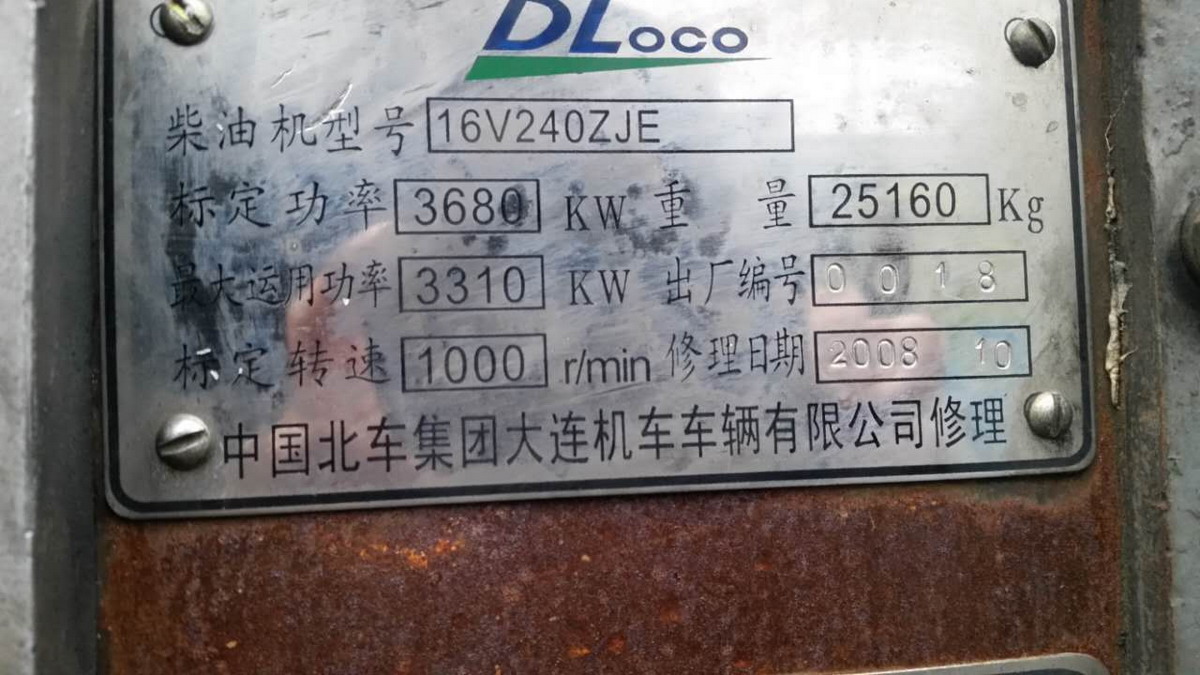 DLoco
柴油机型号 16V240ZJE
标定功率 3680 KW 重量 25160 Kg
最大运用功率 3310 KW 出厂编号 0018
标定转速 1000 r/min 修理日期 2008 10
中国北车集团大连机车车辆有限公司修理